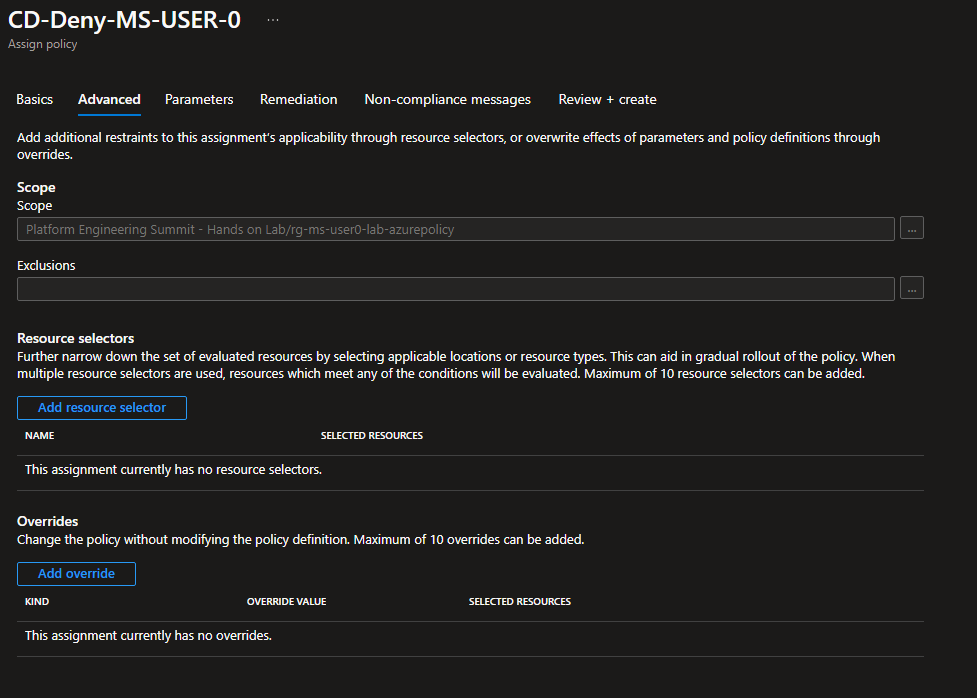 CD-Deny-MS-USER-0 ...
Assign policy
Basics Advanced Parameters Remediation Non-compliance messages Review + create
Add additional restraints to this assignment's applicability through resource selectors, or overwrite effects of parameters and policy definitions through
overrides.
Scope
Scope
Platform Engineering Summit - Hands on Lab/rg-ms-user0-lab-azurepolicy ...
Exclusions
...
Resource selectors
Further narrow down the set of evaluated resources by selecting applicable locations or resource types. This can aid in gradual rollout of the policy. When
multiple resource selectors are used, resources which meet any of the conditions will be evaluated. Maximum of 10 resource selectors can be added.
Add resource selector
NAME SELECTED RESOURCES
This assignment currently has no resource selectors.
Overrides
Change the policy without modifying the policy definition. Maximum of 10 overrides can be added.
Add override
KIND OVERRIDE VALUE SELECTED RESOURCES
This assignment currently has no overrides.